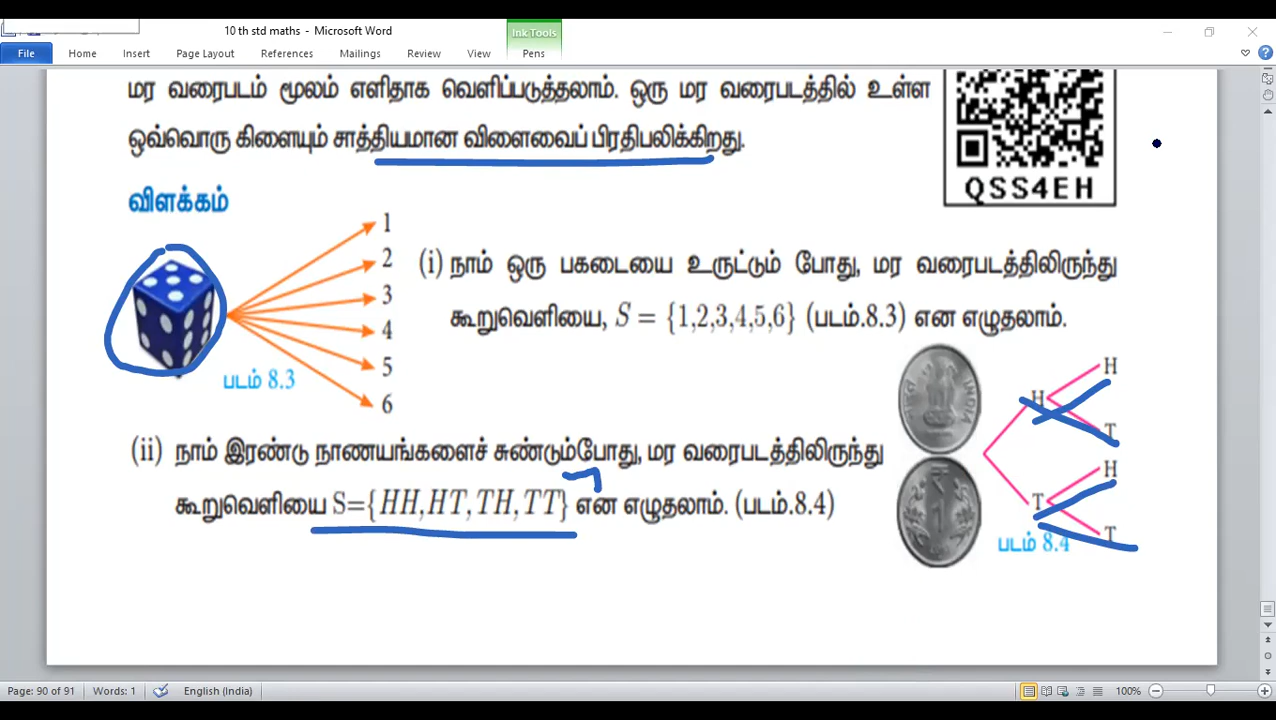 10 th std maths - Microsoft Word
Ink Tools
File Home Insert Page Layout References Mailings Review View Pens
மர வரைபடம் மூலம் எளிதாக வெளிப்படுத்தலாம். ஒரு மர வரைபடத்தில் உள்ள
ஒவ்வொரு கிளையும் சாத்தியமான விளைவைப் பிரதிபலிக்கிறது.
QSS4EH
விளக்கம்
1
2
3
4
5
6
படம் 8.3
(i) நாம் ஒரு பகடையை உருட்டும் போது, மர வரைபடத்திலிருந்து
கூறுவெளியை, S = {1,2,3,4,5,6} (படம்.8.3) என எழுதலாம்.
(ii) நாம் இரண்டு நாணயங்களைச் சுண்டும்போது, மர வரைபடத்திலிருந்து
கூறுவெளியை S={HH,HT,TH,TT} என எழுதலாம். (படம்.8.4)
INDIA
₹
1
H
H
T
H
T
T
படம் 8.4
Page: 90 of 91 Words: 1 English (India) 100%